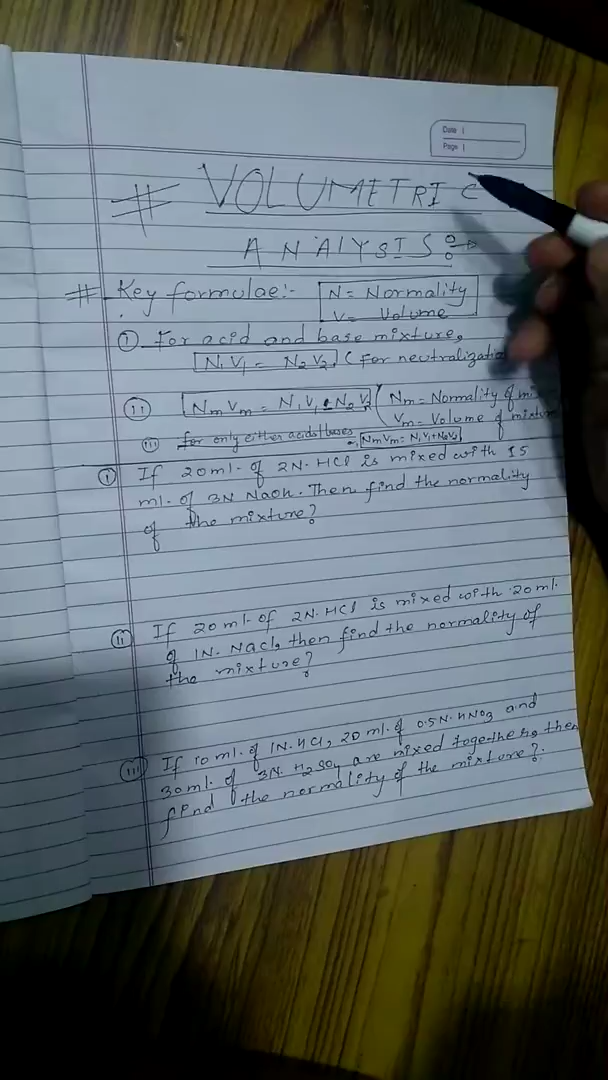 Date |
Page |
# VOLUMETRIC
ANALYSIS :→
# Key formulae:-
N = Normality
V = Volume
(i) For acid and base mixture,
N₁V₁ = N₂V₂ (For neutralization
(ii) NmVm = N₁V₁ ± N₂V₂ (Nm = Normality of
Vm = Volume of mixture
(iii) for only either acids/bases NmVm = N₁V₁+N₂V₂
(i) If 20 ml. of 2N. HCl is mixed with 15
ml. of 3N NaOH. Then find the normality
of the mixture?
(ii) If 20 ml. of 2N. HCl is mixed with 20 ml.
of 1N. NaCl, then find the normality of
the mixture?
(iii) If 10 ml. of 1N. HCl, 20 ml. of 0.5N. HNO₃ and
30 ml. of 3N. H₂SO₄ are mixed together, then
find the normality of the mixture?